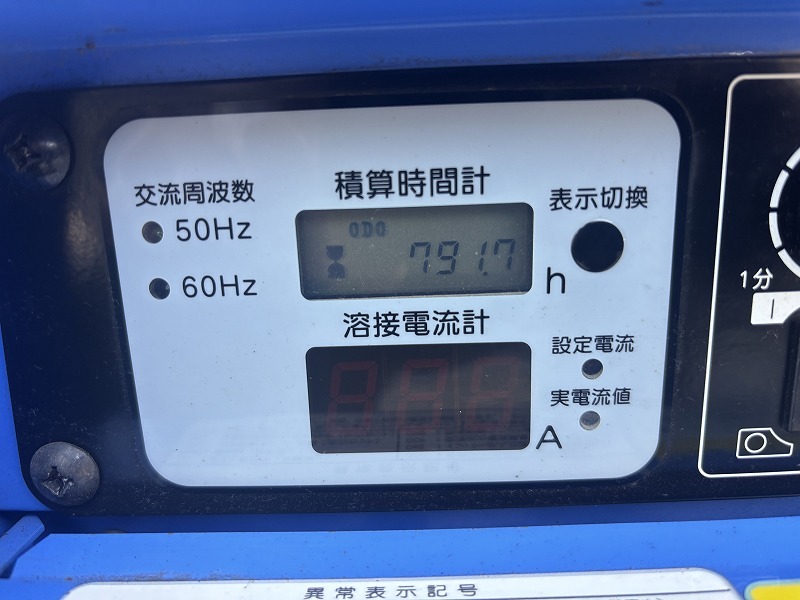 交流周波数
50Hz
60Hz
積算時間計
ODO
791.7
h
表示切換
溶接電流計
888
A
設定電流
実電流値
1分
I
異常表示記号